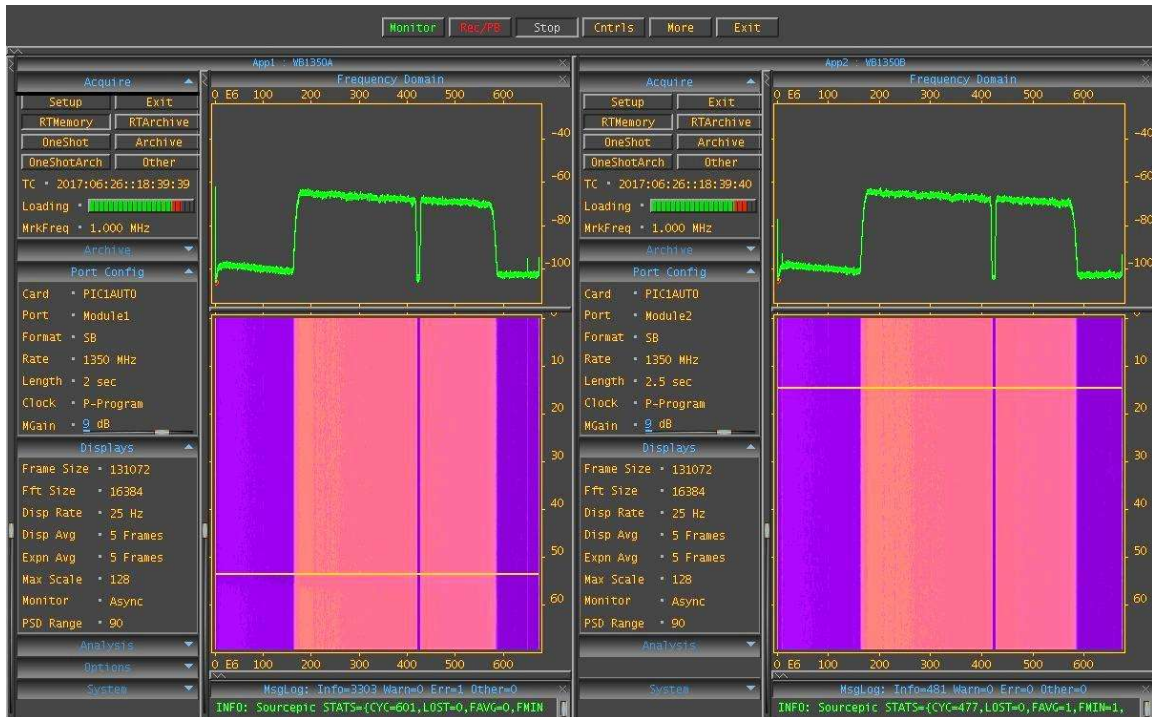 Monitor Rec/PB Stop Cntrls More Exit
App1 : WB1350A
Acquire
Setup Exit
RTMemory RTArchive
OneShot Archive
OneShotArch Other
TC 2017:06:26::18:39:39
Loading
MrkFreq 1.000 MHz
Archive
Port Config
Card PIC1AUTO
Port Module1
Format SB
Rate 1350 MHz
Length 2 sec
Clock P-Program
MGain 9 dB
Displays
Frame Size 131072
Fft Size 16384
Disp Rate 25 Hz
Disp Avg 5 Frames
Expn Avg 5 Frames
Max Scale 128
Monitor Async
PSD Range 90
Analysis
Options
System
Frequency Domain
0 E6 100 200 300 400 500 600
-40
-60
-80
-100
0
10
20
30
40
50
60
0 E6 100 200 300 400 500 600
MsgLog: Info=3303 Warn=0 Err=1 Other=0
INFO: Sourcepic STATS={CYC=601,LOST=0,FAVG=0,FMIN
App2 : WB1350B
Acquire
Setup Exit
RTMemory RTArchive
OneShot Archive
OneShotArch Other
TC 2017:06:26::18:39:40
Loading
MrkFreq 1.000 MHz
Archive
Port Config
Card PIC1AUTO
Port Module2
Format SB
Rate 1350 MHz
Length 2.5 sec
Clock P-Program
MGain 9 dB
Displays
Frame Size 131072
Fft Size 16384
Disp Rate 25 Hz
Disp Avg 5 Frames
Expn Avg 5 Frames
Max Scale 128
Monitor Async
PSD Range 90
Analysis
System
Frequency Domain
0 E6 100 200 300 400 500 600
-40
-60
-80
-100
0
10
20
30
40
50
60
0 E6 100 200 300 400 500 600
MsgLog: Info=481 Warn=0 Err=0 Other=0
INFO: Sourcepic STATS={CYC=477,LOST=0,FAVG=1,FMIN=1,